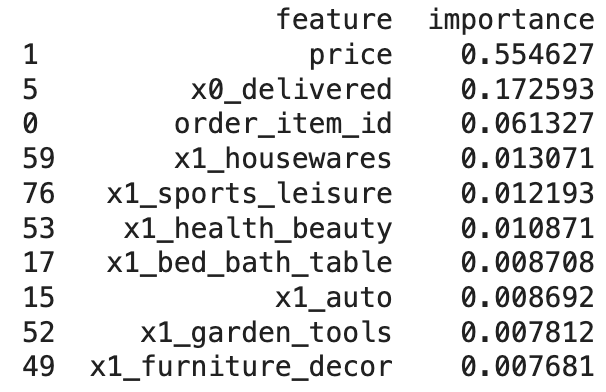 feature importance
1 price 0.554627
5 x0_delivered 0.172593
0 order_item_id 0.061327
59 x1_housewares 0.013071
76 x1_sports_leisure 0.012193
53 x1_health_beauty 0.010871
17 x1_bed_bath_table 0.008708
15 x1_auto 0.008692
52 x1_garden_tools 0.007812
49 x1_furniture_decor 0.007681